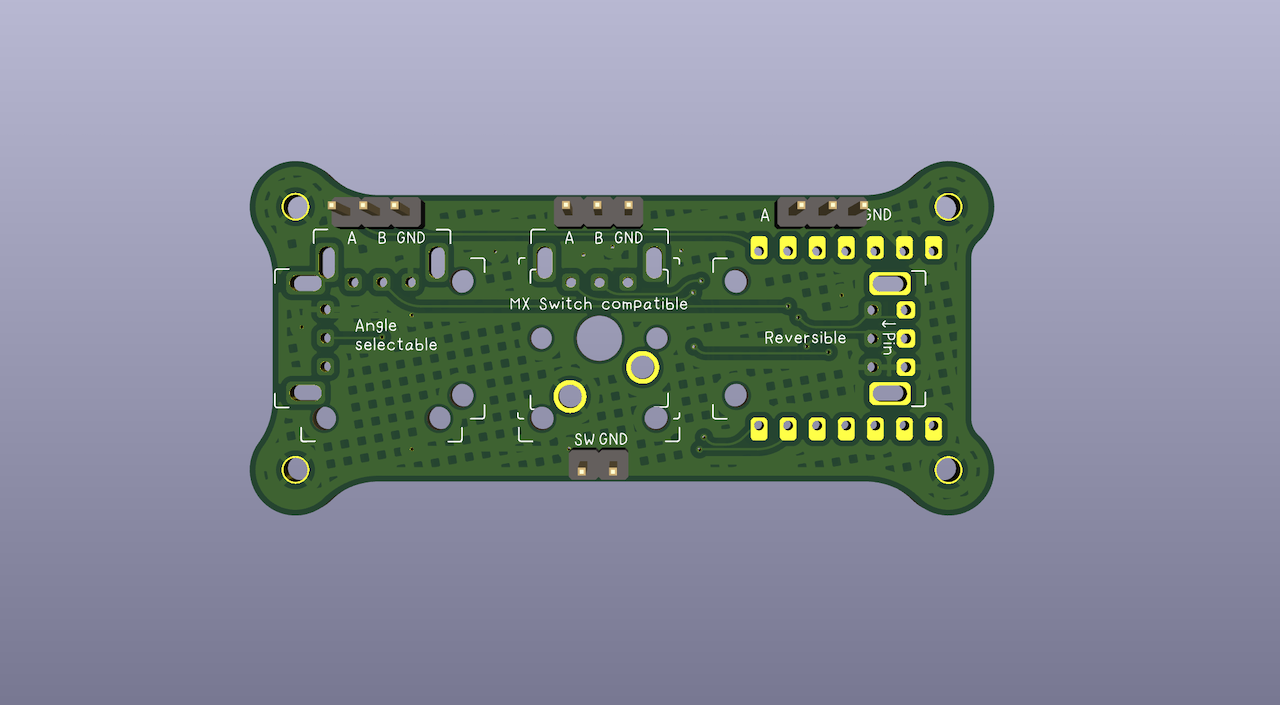 A
GND
A B GND
A B GND
MX Switch compatible
Angle
selectable
Reversible
←Pin
SW GND